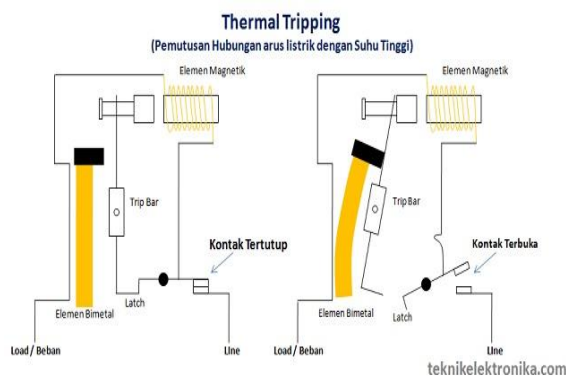 Thermal Tripping
(Pemutusan Hubungan arus listrik dengan Suhu Tinggi)
Elemen Magnetik
Trip Bar
Kontak Tertutup
Latch
Elemen Bimetal
Load / Beban
LIne
Elemen Magnetik
Trip Bar
Kontak Terbuka
Elemen Bimetal
Latch
Load / Beban
LIne
teknikelektronika.com